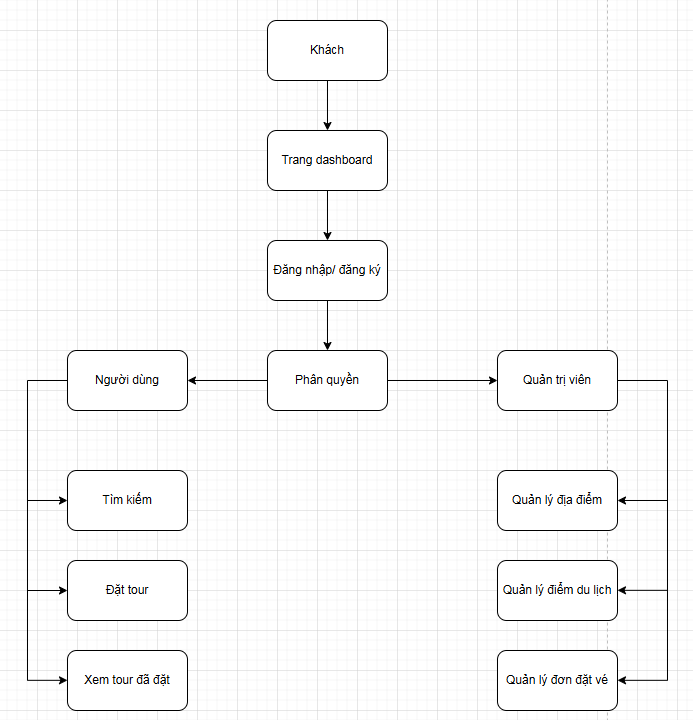 Khách
Trang dashboard
Đăng nhập/ đăng ký
Người dùng
Phân quyền
Quản trị viên
Tìm kiếm
Quản lý địa điểm
Đặt tour
Quản lý điểm du lịch
Xem tour đã đặt
Quản lý đơn đặt vé